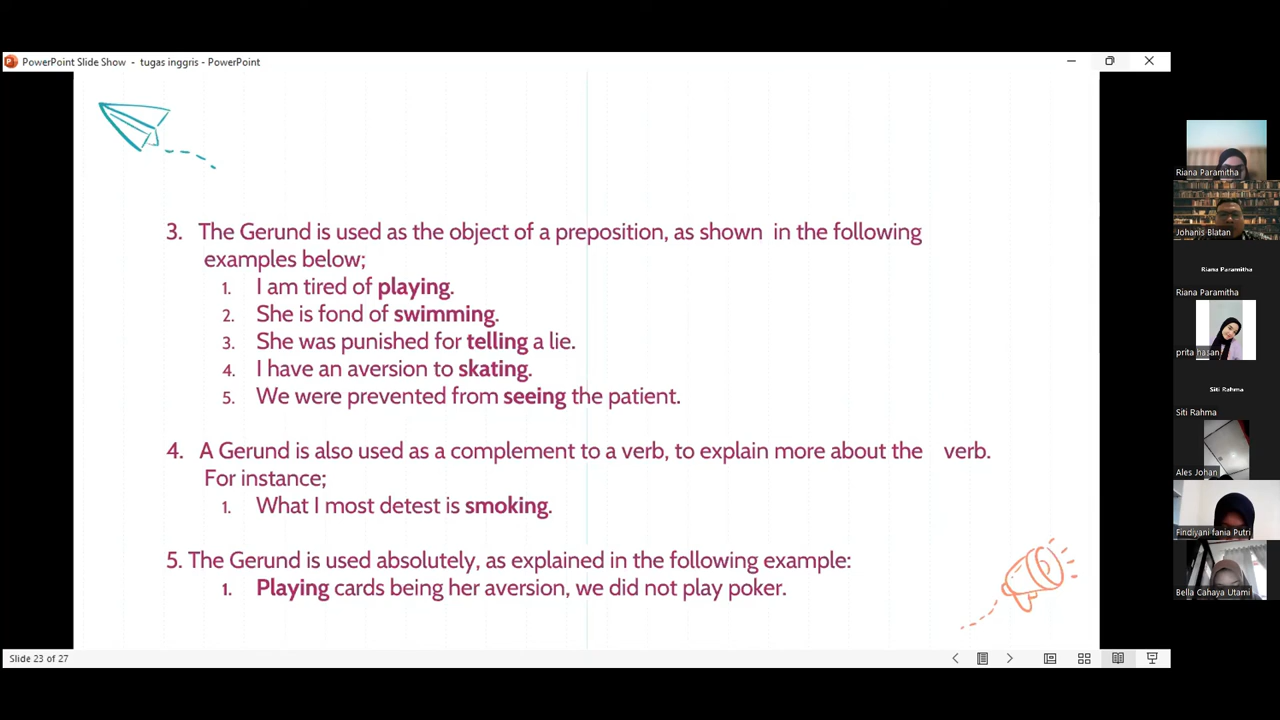 PowerPoint Slide Show - tugas inggris - PowerPoint
3. The Gerund is used as the object of a preposition, as shown in the following
examples below;
1. I am tired of playing.
2. She is fond of swimming.
3. She was punished for telling a lie.
4. I have an aversion to skating.
5. We were prevented from seeing the patient.
4. A Gerund is also used as a complement to a verb, to explain more about the verb.
For instance;
1. What I most detest is smoking.
5. The Gerund is used absolutely, as explained in the following example:
1. Playing cards being her aversion, we did not play poker.
Slide 23 of 27
Riana Paramitha
Johanis Blatan
Riana Paramitha
Riana Paramitha
prita hasan
Siti Rahma
Siti Rahma
Ales Johan
Findiyani fania Putri
Bella Cahaya Utami